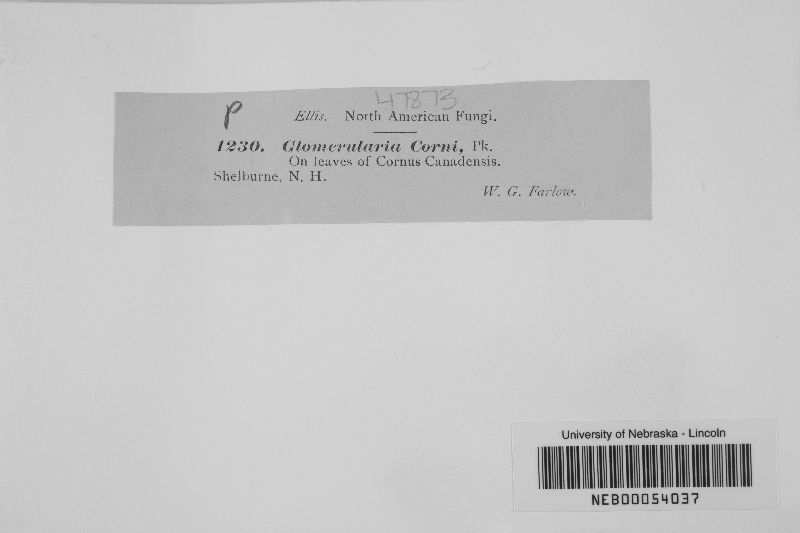 47873
P
Ellis. North American Fungi.
1230. Glomerularia Corni, Pk.
On leaves of Cornus Canadensis.
Shelburne, N. H.
W. G. Farlow.
University of Nebraska - Lincoln
NEB00054037